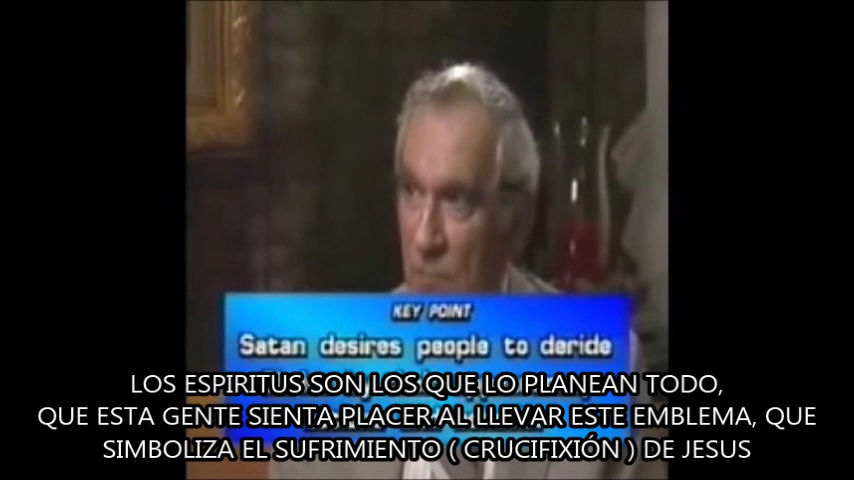 KEY POINT
Satan desires people to deride
LOS ESPIRITUS SON LOS QUE LO PLANEAN TODO,
QUE ESTA GENTE SIENTA PLACER AL LLEVAR ESTE EMBLEMA, QUE
SIMBOLIZA EL SUFRIMIENTO ( CRUCIFIXIÓN ) DE JESUS